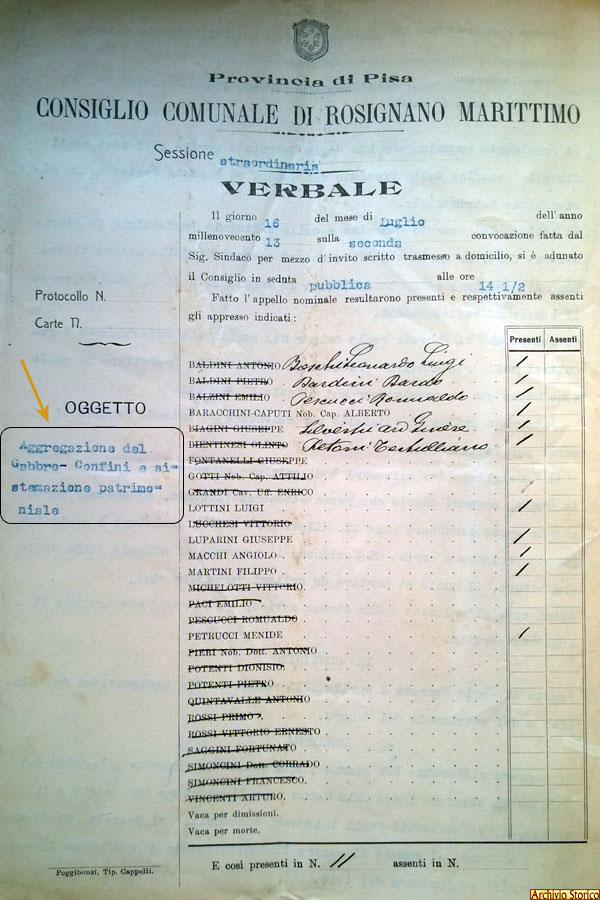 Provincia di Pisa
CONSIGLIO COMUNALE DI ROSIGNANO MARITTIMO
Sessione straordinaria
VERBALE
Il giorno 16 del mese di Luglio dell'anno
millenovecento 13 sulla seconda convocazione fatta dal
Sig. Sindaco per mezzo d'invito scritto trasmesso a domicilio, si è adunato
il Consiglio in seduta pubblica alle ore 14 1/2
Fatto l'appello nominale resultarono presenti e respettivamente assenti
gli appresso indicati:
Protocollo N.
Carte N.
OGGETTO
Aggregazione del
Gabbro- Confini e si-
stemazione patrimo-
niale
Presenti Assenti
BALDINI ANTONIO Luigi /
BALDINI PIETRO Bardini Bardo /
BALZINI EMILIO Pescucci Romualdo /
BARACCHINI-CAPUTI Nob. Cap. ALBERTO /
BIAGINI GIUSEPPE Silvestri /
BIENTINESI OLINTO /
FONTANELLI GIUSEPPE
GOTTI Nob. Cap. ATTILIO
GRANDI Cav. Uff. ENRICO
LOTTINI LUIGI /
LUCCHESI VITTORIO
LUPARINI GIUSEPPE /
MACCHI ANGIOLO /
MARTINI FILIPPO /
MICHELOTTI VITTORIO.
PACI EMILIO
PESCUCCI ROMUALDO
PETRUCCI MENIDE /
PIERI Nob. Dott. ANTONIO
POTENTI DIONISIO.
POTENTI PIETRO
QUINTAVALLE ANTONIO
ROSSI PRIMO
ROSSI VITTORIO ERNESTO
SAGGINI FORTUNATO
SIMONCINI Dott. CORRADO
SIMONCINI FRANCESCO.
VINCENTI ARTURO.
Vaca per dimissioni.
Vaca per morte.
E così presenti in N. 11 assenti in N.
Poggibonsi, Tip. Cappelli.
Archivio Storico